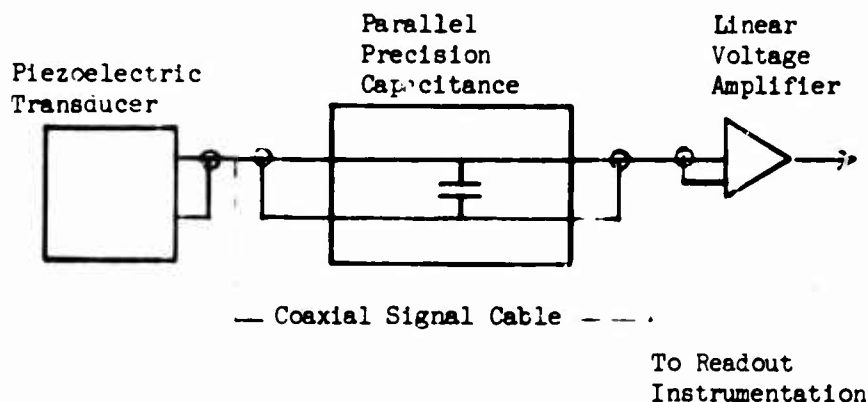 Parallel
Precision
Capacitance
Linear
Voltage
Amplifier
Piezoelectric
Transducer
Coaxial Signal Cable
To Readout
Instrumentation